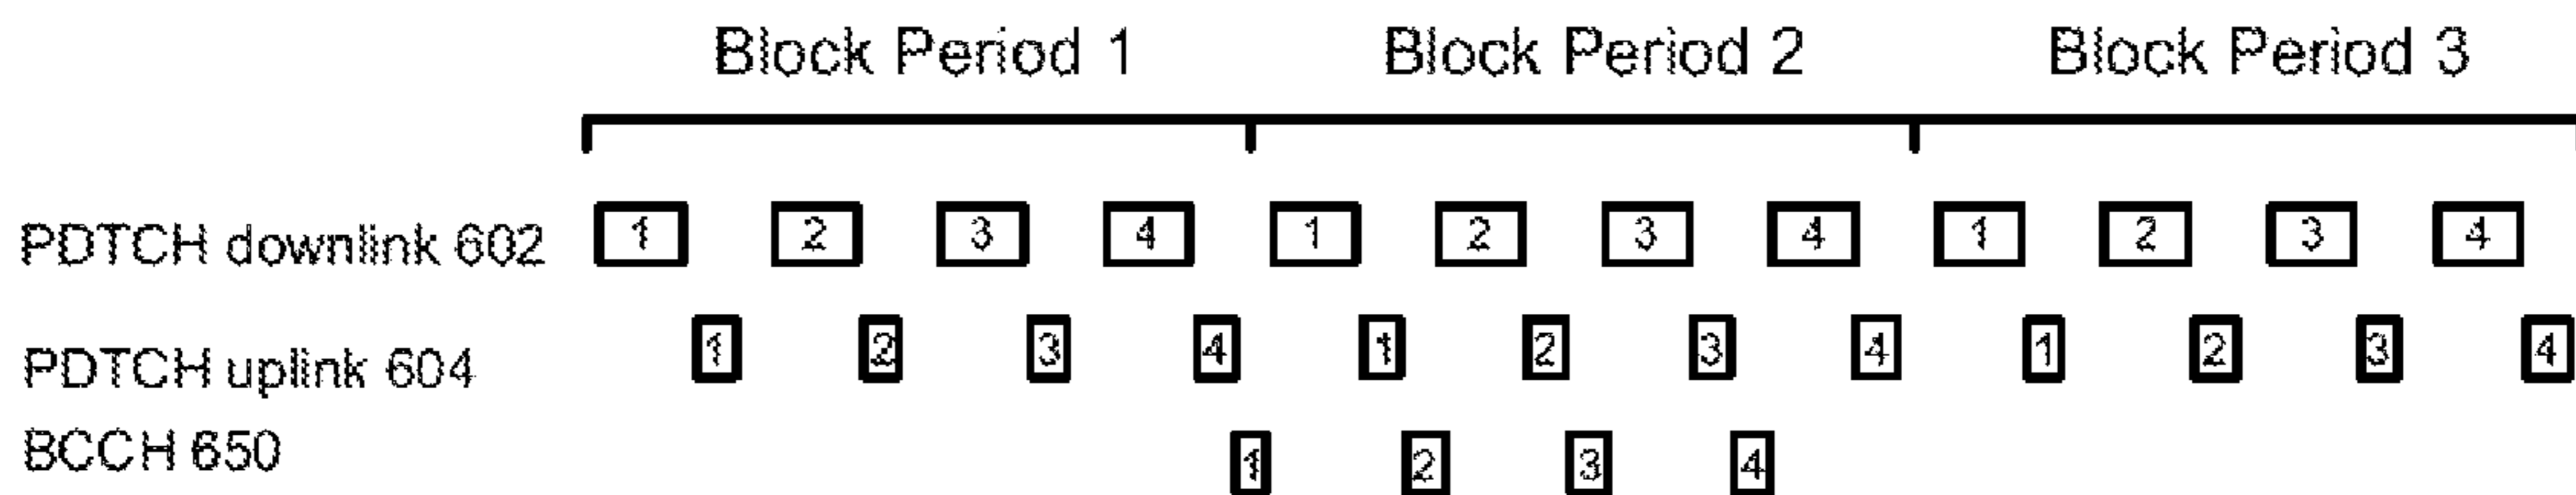 Block Period 1 Block Period 2 Block Period 3
PDTCH downlink 602 1 2 3 4 1 2 3 4 1 2 3 4
PDTCH uplink 604 1 2 3 4 1 2 3 4 1 2 3 4
BCCH 650 1 2 3 4